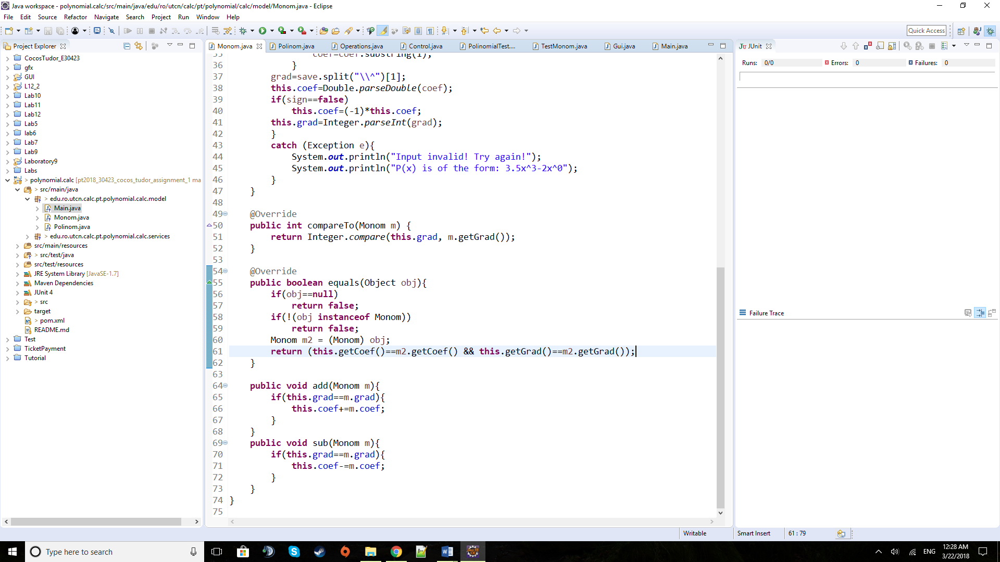 Java workspace - polynomial.calc/src/main/java/edu/ro/utcn/calc/pt/polynomial/calc/model/Monom.java - Eclipse
File Edit Source Refactor Navigate Search Project Run Window Help
Quick Access
Project Explorer
CocosTudor_E30423
gfx
GUI
L12_2
Lab10
Lab11
Lab12
Lab5
lab6
Lab7
Lab9
Laboratory9
Labs
> polynomial.calc [pt2018_30423_cocos_tudor_assignment_1 ma
> src/main/java
> edu.ro.utcn.calc.pt.polynomial.calc.model
Main.java
Monom.java
Polinom.java
> edu.ro.utcn.calc.pt.polynomial.calc.services
src/main/resources
> src/test/java
src/test/resources
JRE System Library [JavaSE-1.7]
Maven Dependencies
JUnit 4
> src
target
> pom.xml
README.md
Test
TicketPayment
Tutorial
Monom.java Polinom.java Operations.java Control.java PolinomialTest.... TestMonom.java Gui.java Main.java
35 coef=coef.substring(1);
36 }
37 grad=save.split("\\^")[1];
38 this.coef=Double.parseDouble(coef);
39 if(sign==false)
40 this.coef=(-1)*this.coef;
41 this.grad=Integer.parseInt(grad);
42 }
43 catch (Exception e){
44 System.out.println("Input invalid! Try again!");
45 System.out.println("P(x) is of the form: 3.5x^3-2x^0");
46 }
47 }
48
49 @Override
50 public int compareTo(Monom m) {
51 return Integer.compare(this.grad, m.getGrad());
52 }
53
54 @Override
55 public boolean equals(Object obj){
56 if(obj==null)
57 return false;
58 if(!(obj instanceof Monom))
59 return false;
60 Monom m2 = (Monom) obj;
61 return (this.getCoef()==m2.getCoef() && this.getGrad()==m2.getGrad());
62 }
63
64 public void add(Monom m){
65 if(this.grad==m.grad){
66 this.coef+=m.coef;
67 }
68 }
69 public void sub(Monom m){
70 if(this.grad==m.grad){
71 this.coef-=m.coef;
72 }
73 }
74 }
75
JUnit
Runs: 0/0 Errors: 0 Failures: 0
Failure Trace
Writable Smart Insert 61 : 79
Type here to search
ENG
12:28 AM
3/22/2018